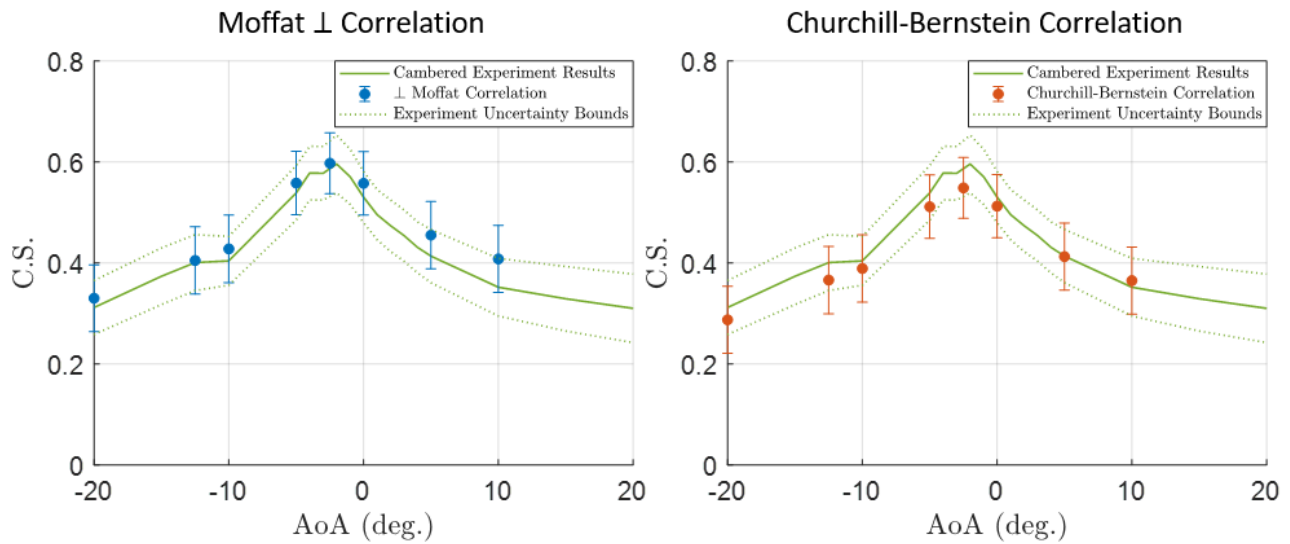 Moffat ⊥ Correlation
0.8
0.6
0.4
0.2
0
C.S.
-20
-10
0
10
20
AoA (deg.)
Cambered Experiment Results
⊥ Moffat Correlation
Experiment Uncertainty Bounds
Churchill-Bernstein Correlation
0.8
0.6
0.4
0.2
0
C.S.
-20
-10
0
10
20
AoA (deg.)
Cambered Experiment Results
Churchill-Bernstein Correlation
Experiment Uncertainty Bounds